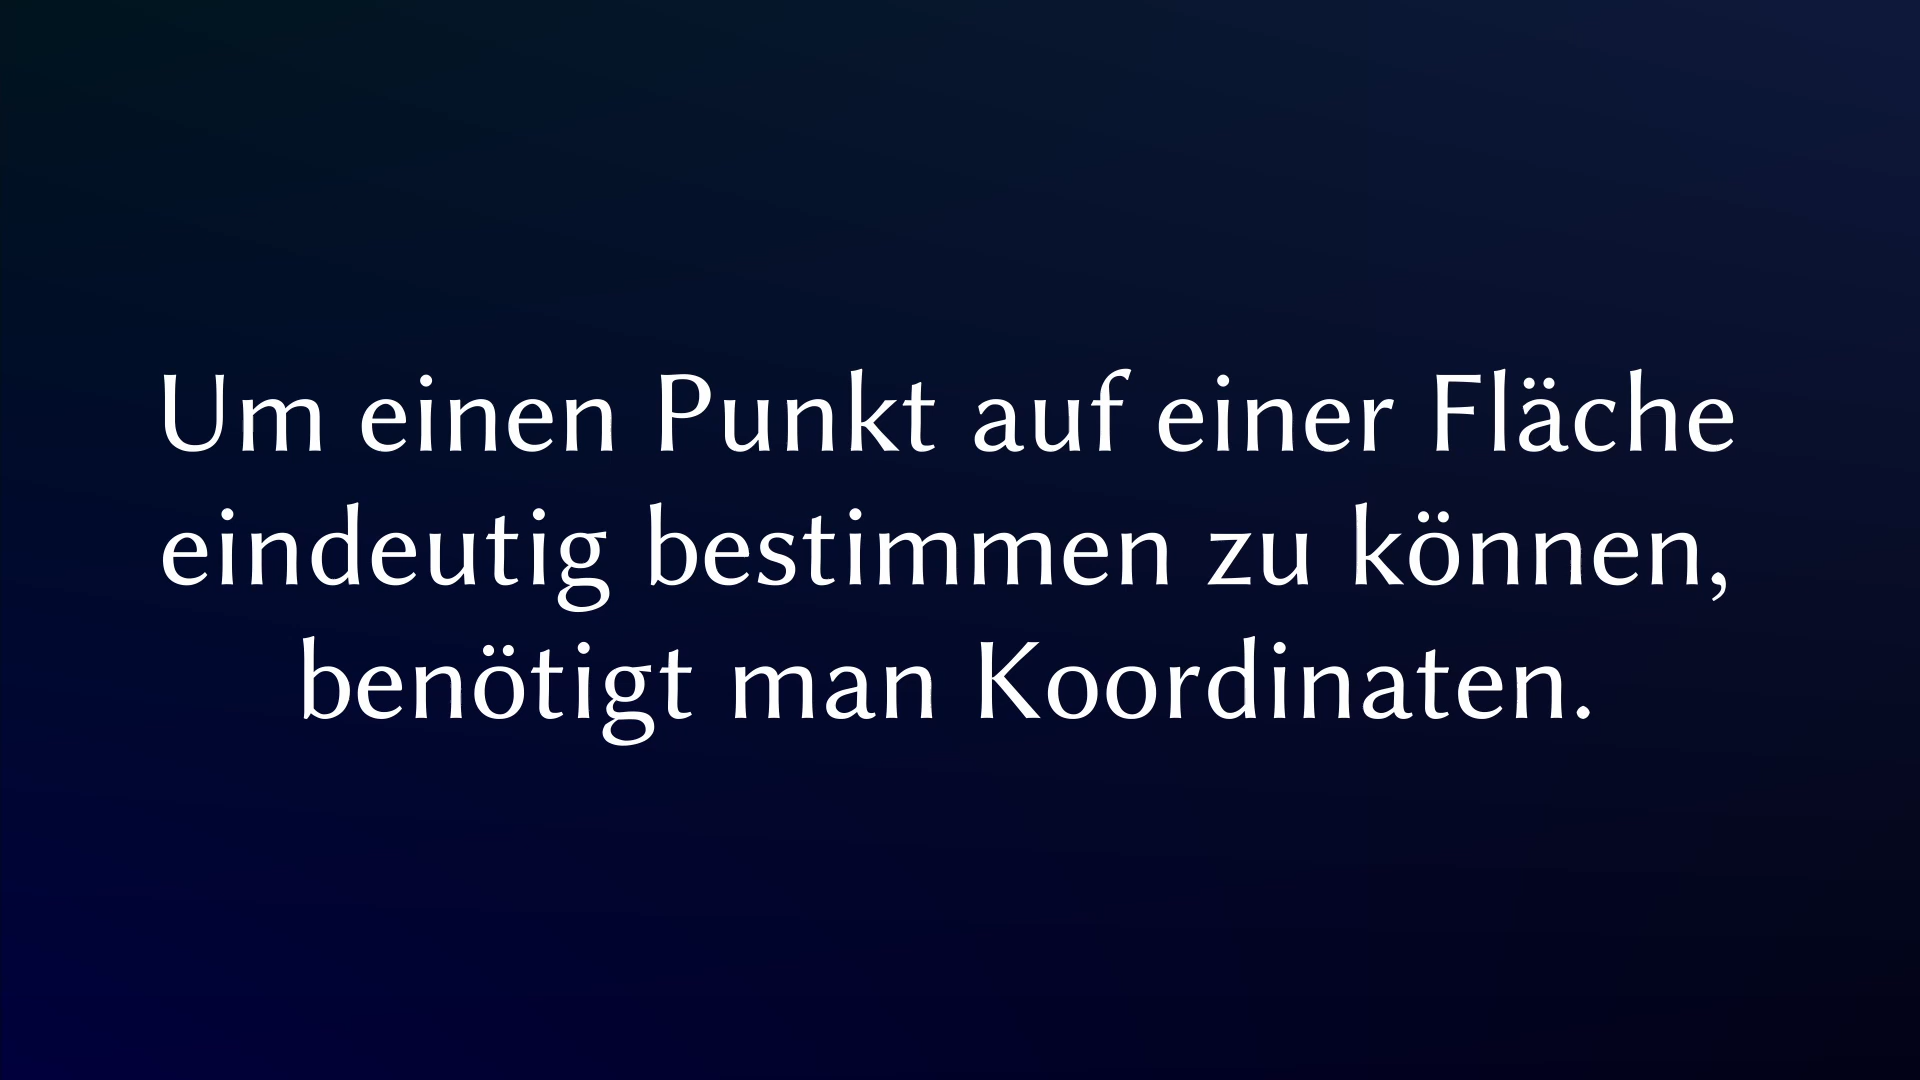 Um einen Punkt auf einer Fläche
eindeutig bestimmen zu können,
benötigt man Koordinaten.